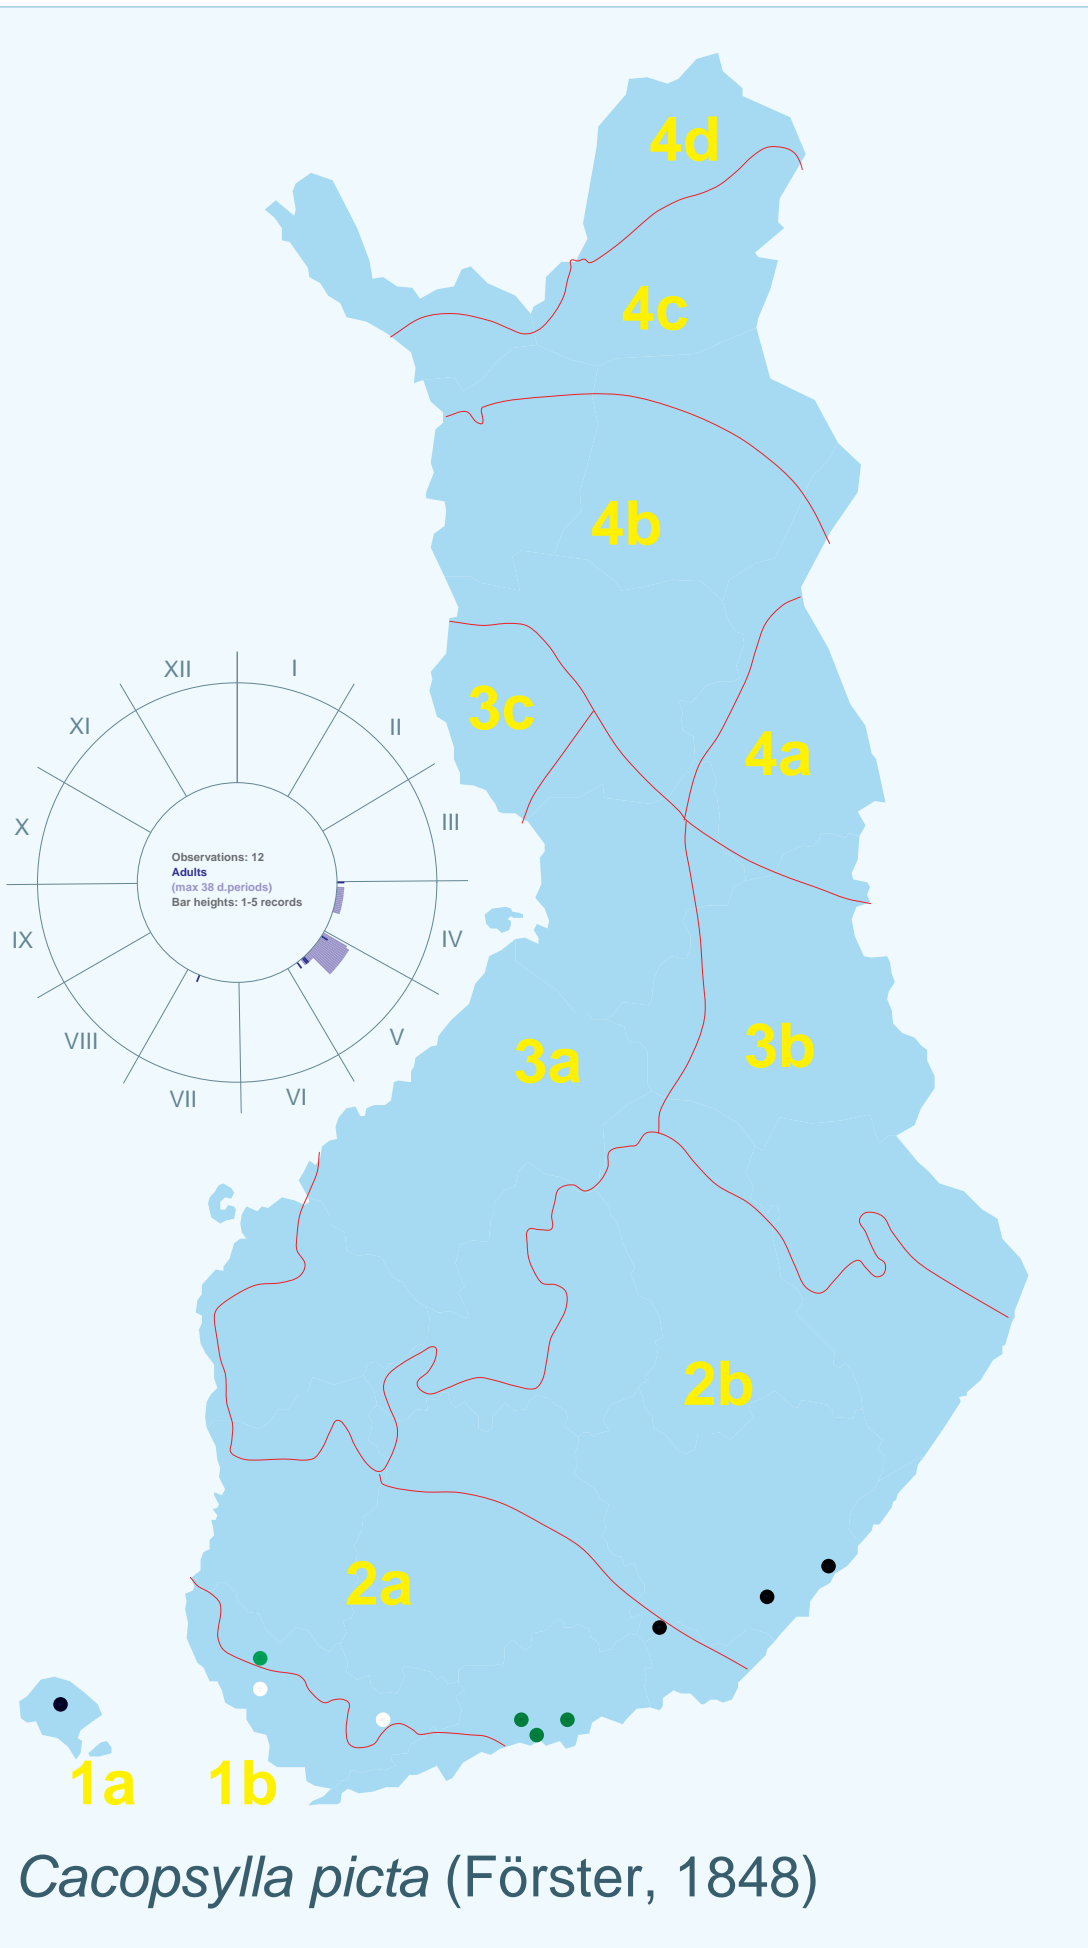 4d
4c
4b
3c
4a
XII
I
XI
II
X
III
Observations: 12
Adults
(max 38 d.periods)
Bar heights: 1-5 records
IX
IV
VIII
V
VII
VI
3a
3b
2b
2a
1a
1b
Cacopsylla picta (Förster, 1848)